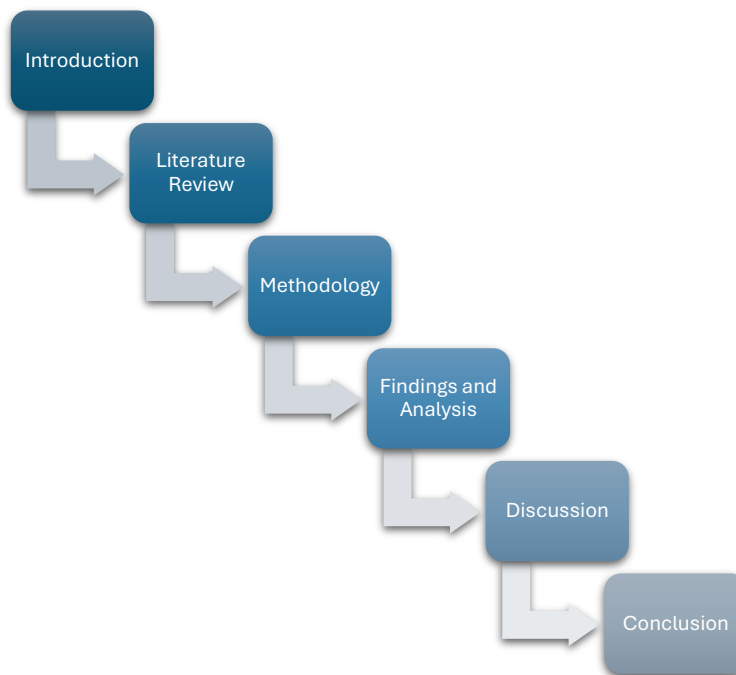 Introduction
Literature
Review
Methodology
Findings and
Analysis
Discussion
Conclusion